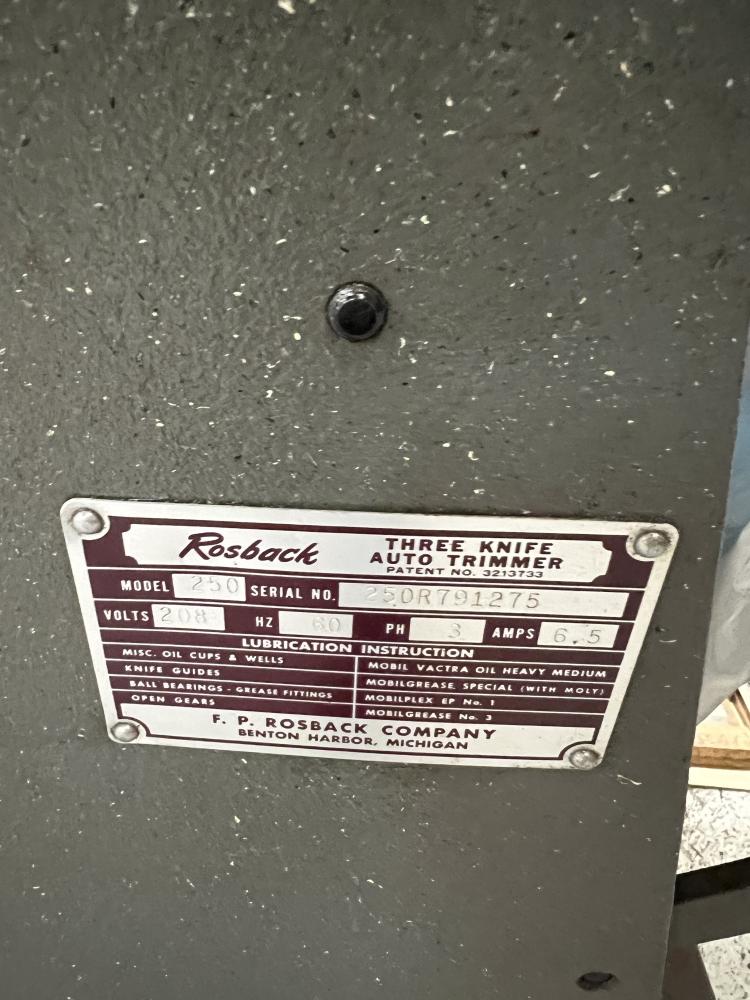 Rosback THREE KNIFE
AUTO TRIMMER
PATENT NO. 3213733
MODEL 250 SERIAL NO. 250R791275
VOLTS 208 HZ 60 PH 3 AMPS 6.5
LUBRICATION INSTRUCTION
MISC. OIL CUPS & WELLS MOBIL VACTRA OIL HEAVY MEDIUM
KNIFE GUIDES MOBILGREASE SPECIAL (WITH MOLY)
BALL BEARINGS - GREASE FITTINGS MOBILPLEX EP No. 1
OPEN GEARS MOBILGREASE No. 3
F. P. ROSBACK COMPANY
BENTON HARBOR, MICHIGAN